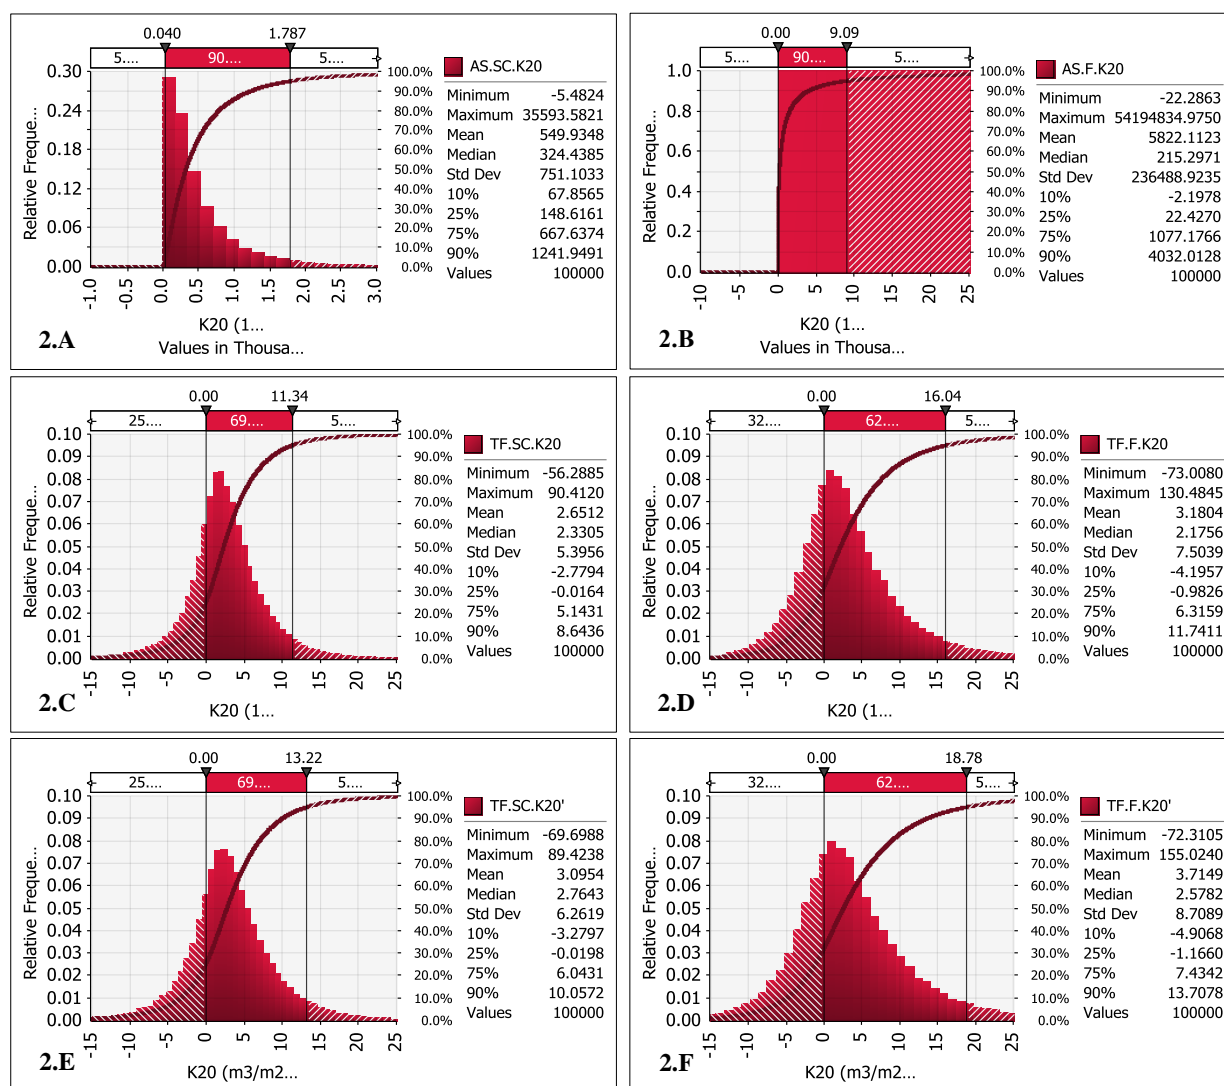 0.040 1.787
5.... 90.... 5....
0.30
0.24
0.18
0.12
0.06
0.00
Relative Freque...
100.0%
90.0%
80.0%
70.0%
60.0%
50.0%
40.0%
30.0%
20.0%
10.0%
0.0%
-1.0 -0.5 0.0 0.5 1.0 1.5 2.0 2.5 3.0
K20 (1...
Values in Thousa...
2.A
AS.SC.K20
Minimum -5.4824
Maximum 35593.5821
Mean 549.9348
Median 324.4385
Std Dev 751.1033
10% 67.8565
25% 148.6161
75% 667.6374
90% 1241.9491
Values 100000
0.00 9.09
5.... 90.... 5....
1.0
0.8
0.6
0.4
0.2
0.0
Relative Freque...
100.0%
90.0%
80.0%
70.0%
60.0%
50.0%
40.0%
30.0%
20.0%
10.0%
0.0%
-10 -5 0 5 10 15 20 25
K20 (1...
Values in Thousa...
2.B
AS.F.K20
Minimum -22.2863
Maximum 54194834.9750
Mean 5822.1123
Median 215.2971
Std Dev 236488.9235
10% -2.1978
25% 22.4270
75% 1077.1766
90% 4032.0128
Values 100000
0.00 11.34
25.... 69.... 5....
0.10
0.09
0.08
0.07
0.06
0.05
0.04
0.03
0.02
0.01
0.00
Relative Freque...
100.0%
90.0%
80.0%
70.0%
60.0%
50.0%
40.0%
30.0%
20.0%
10.0%
0.0%
-15 -10 -5 0 5 10 15 20 25
K20 (1...
2.C
TF.SC.K20
Minimum -56.2885
Maximum 90.4120
Mean 2.6512
Median 2.3305
Std Dev 5.3956
10% -2.7794
25% -0.0164
75% 5.1431
90% 8.6436
Values 100000
0.00 16.04
32.... 62.... 5....
0.10
0.09
0.08
0.07
0.06
0.05
0.04
0.03
0.02
0.01
0.00
Relative Freque...
100.0%
90.0%
80.0%
70.0%
60.0%
50.0%
40.0%
30.0%
20.0%
10.0%
0.0%
-15 -10 -5 0 5 10 15 20 25
K20 (1...
2.D
TF.F.K20
Minimum -73.0080
Maximum 130.4845
Mean 3.1804
Median 2.1756
Std Dev 7.5039
10% -4.1957
25% -0.9826
75% 6.3159
90% 11.7411
Values 100000
0.00 13.22
25.... 69.... 5....
0.10
0.09
0.08
0.07
0.06
0.05
0.04
0.03
0.02
0.01
0.00
Relative Freque...
100.0%
90.0%
80.0%
70.0%
60.0%
50.0%
40.0%
30.0%
20.0%
10.0%
0.0%
-15 -10 -5 0 5 10 15 20 25
K20 (m3/m2...
2.E
TF.SC.K20'
Minimum -69.6988
Maximum 89.4238
Mean 3.0954
Median 2.7643
Std Dev 6.2619
10% -3.2797
25% -0.0198
75% 6.0431
90% 10.0572
Values 100000
0.00 18.78
32.... 62.... 5....
0.10
0.09
0.08
0.07
0.06
0.05
0.04
0.03
0.02
0.01
0.00
Relative Freque...
100.0%
90.0%
80.0%
70.0%
60.0%
50.0%
40.0%
30.0%
20.0%
10.0%
0.0%
-15 -10 -5 0 5 10 15 20 25
K20 (m3/m2...
2.F
TF.F.K20'
Minimum -72.3105
Maximum 155.0240
Mean 3.7149
Median 2.5782
Std Dev 8.7089
10% -4.9068
25% -1.1660
75% 7.4342
90% 13.7078
Values 100000